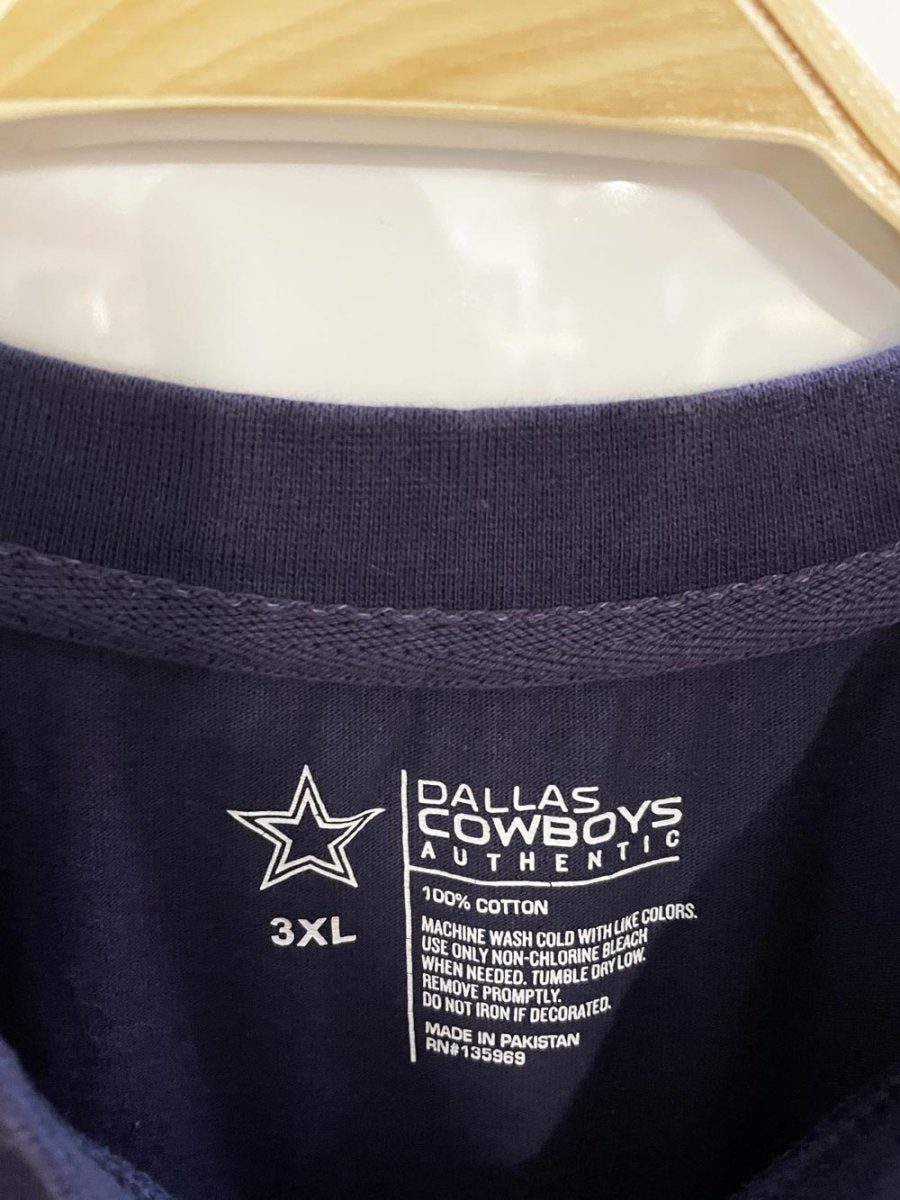 DALLAS
COWBOYS
AUTHENTIC
3XL
100% COTTON
MACHINE WASH COLD WITH LIKE COLORS.
USE ONLY NON-CHLORINE BLEACH
WHEN NEEDED. TUMBLE DRY LOW.
REMOVE PROMPTLY.
DO NOT IRON IF DECORATED.
MADE IN PAKISTAN
RN#135969